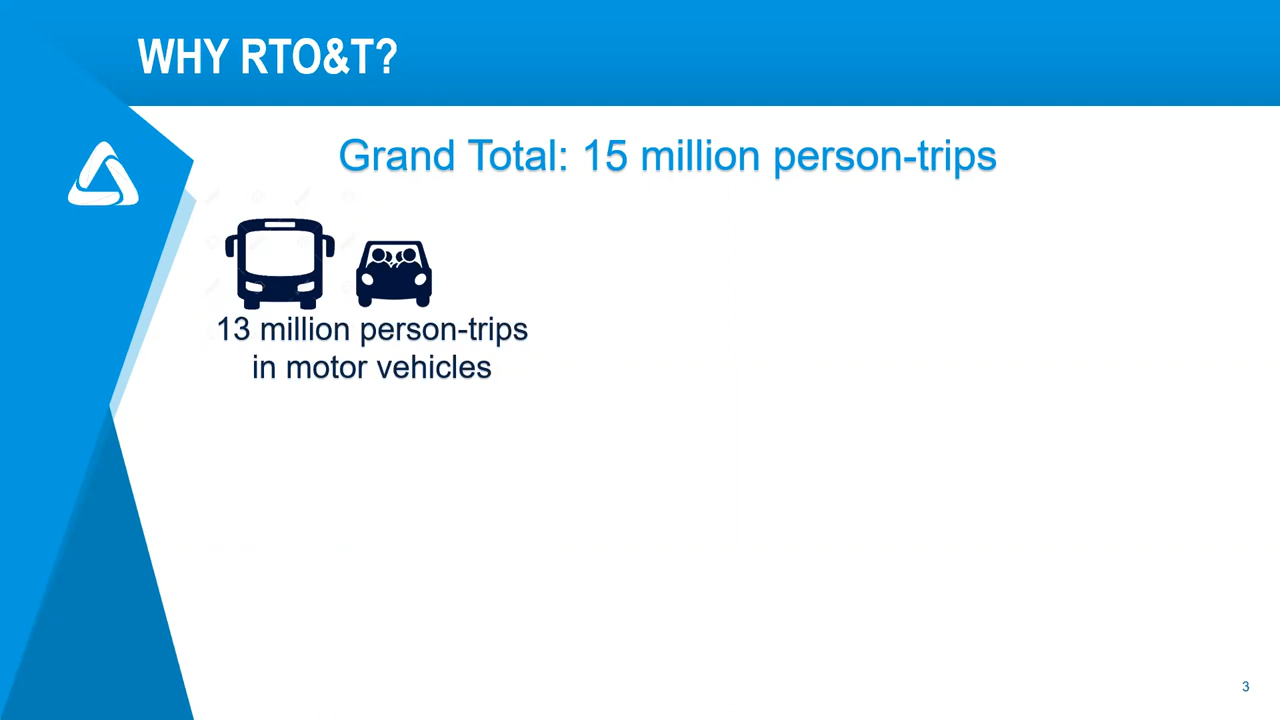 WHY RTO&T?
Grand Total: 15 million person-trips
13 million person-trips
in motor vehicles
3